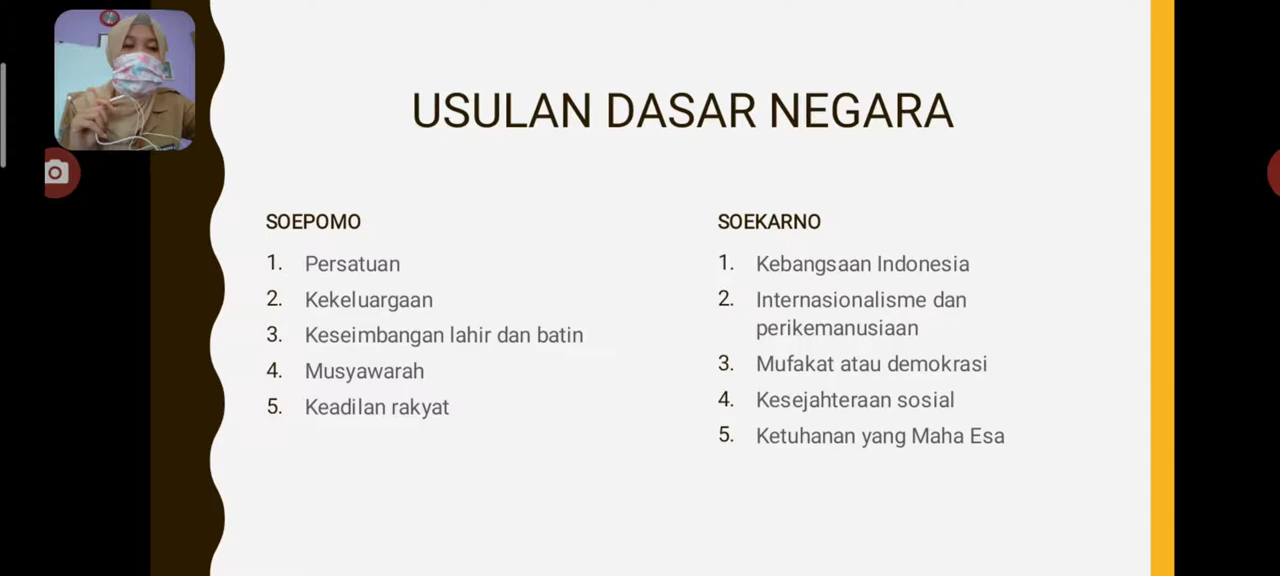 USULAN DASAR NEGARA
SOEPOMO
1. Persatuan
2. Kekeluargaan
3. Keseimbangan lahir dan batin
4. Musyawarah
5. Keadilan rakyat
SOEKARNO
1. Kebangsaan Indonesia
2. Internasionalisme dan
perikemanusiaan
3. Mufakat atau demokrasi
4. Kesejahteraan sosial
5. Ketuhanan yang Maha Esa